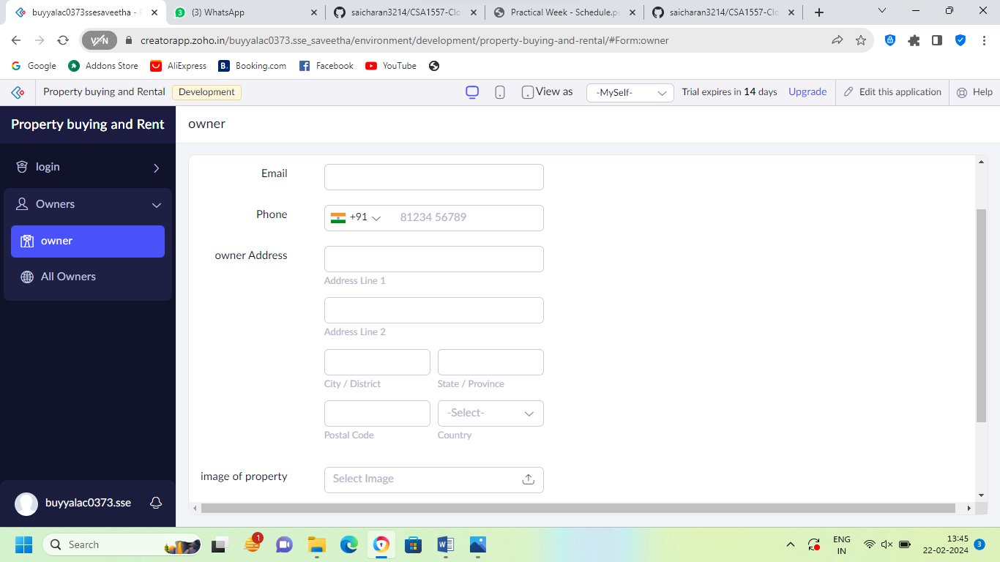 buyyalac0373ssesaveetha - P
(3) WhatsApp
saicharan3214/CSA1557-Clo
Practical Week - Schedule.pd
saicharan3214/CSA1557-Clo
VPN
creatorapp.zoho.in/buyyalac0373.sse_saveetha/environment/development/property-buying-and-rental/#Form:owner
Google
Addons Store
AliExpress
Booking.com
Facebook
YouTube
Property buying and Rental
Development
View as
-MySelf-
Trial expires in 14 days
Upgrade
Edit this application
Help
Property buying and Rent
owner
login
Owners
owner
All Owners
Email
Phone
+91
81234 56789
owner Address
Address Line 1
Address Line 2
City / District
State / Province
Postal Code
-Select-
Country
image of property
Select Image
buyyalac0373.sse
Search
1
ENG
IN
13:45
22-02-2024
3